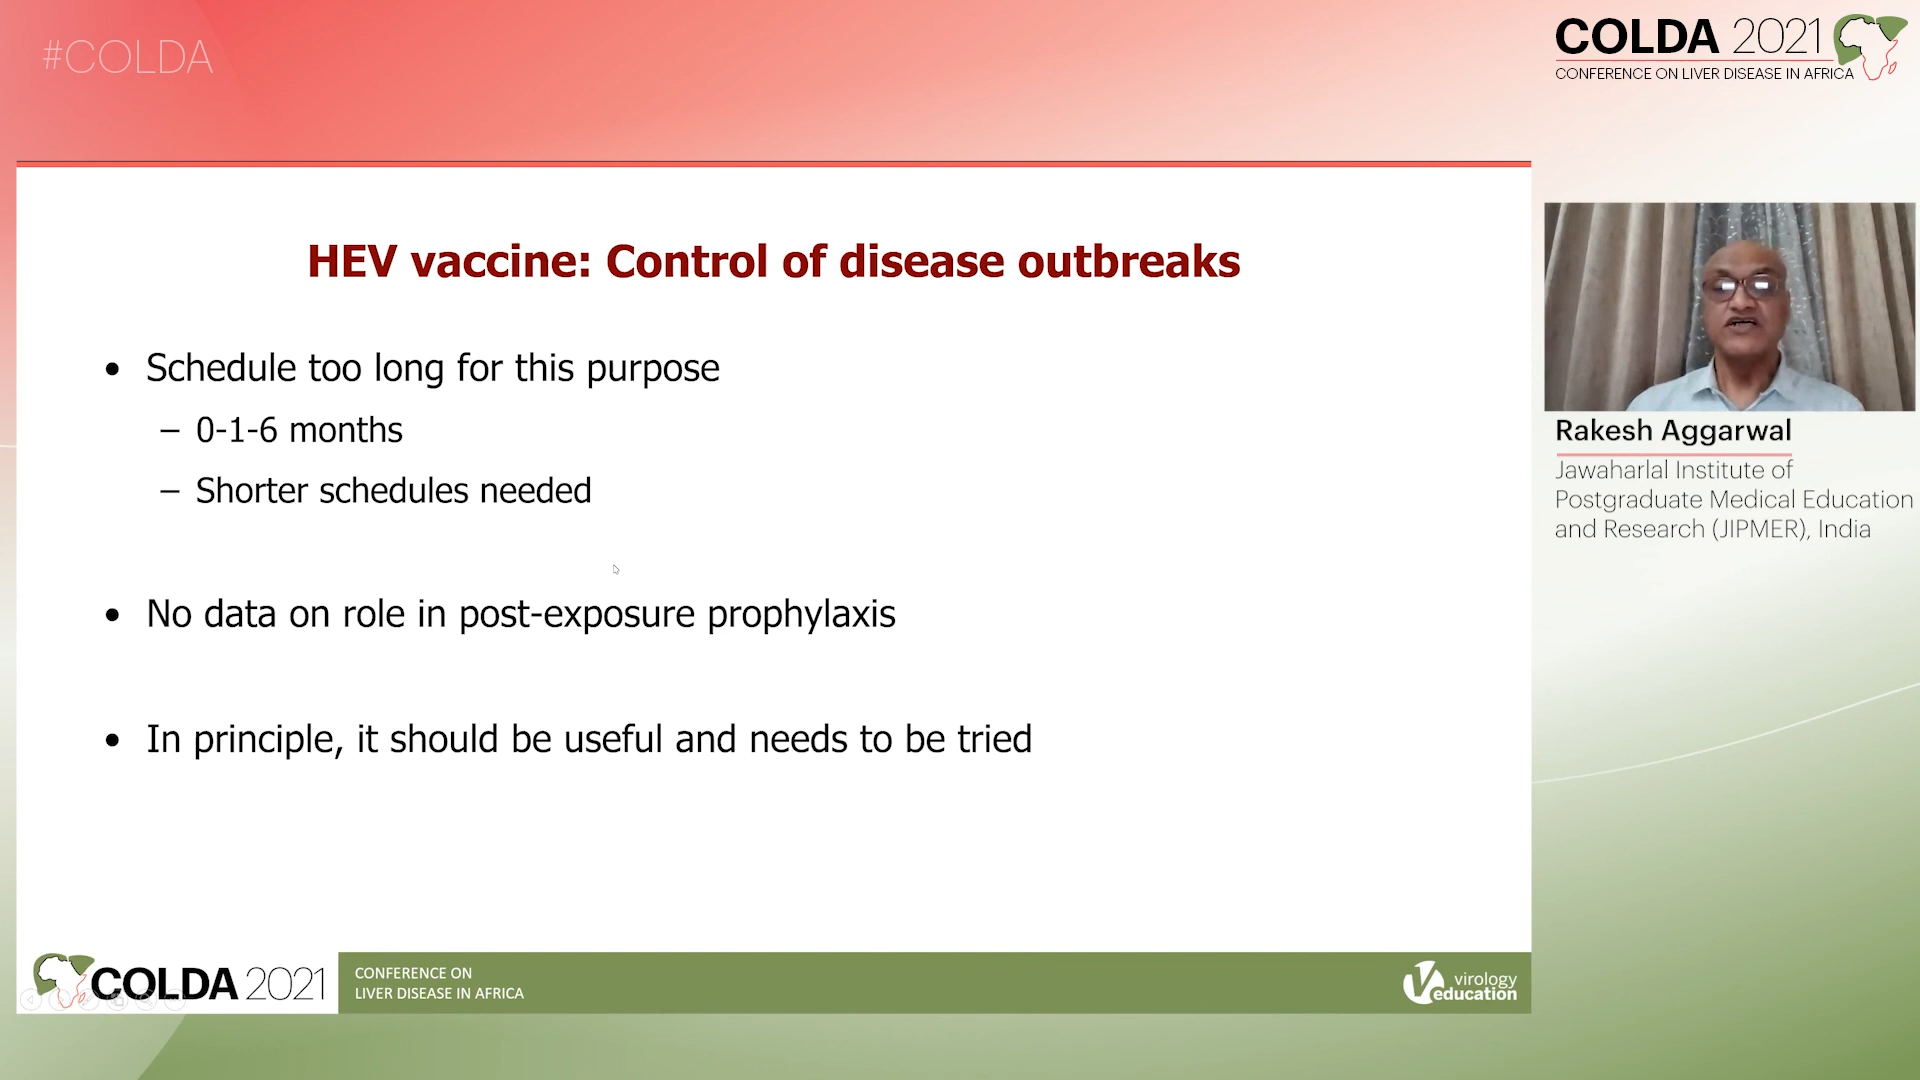 #COLDA
COLDA 2021
CONFERENCE ON LIVER DISEASE IN AFRICA
HEV vaccine: Control of disease outbreaks
• Schedule too long for this purpose
– 0-1-6 months
– Shorter schedules needed
• No data on role in post-exposure prophylaxis
• In principle, it should be useful and needs to be tried
Rakesh Aggarwal
Jawaharlal Institute of
Postgraduate Medical Education
and Research (JIPMER), India
COLDA 2021
CONFERENCE ON
LIVER DISEASE IN AFRICA
virology
education